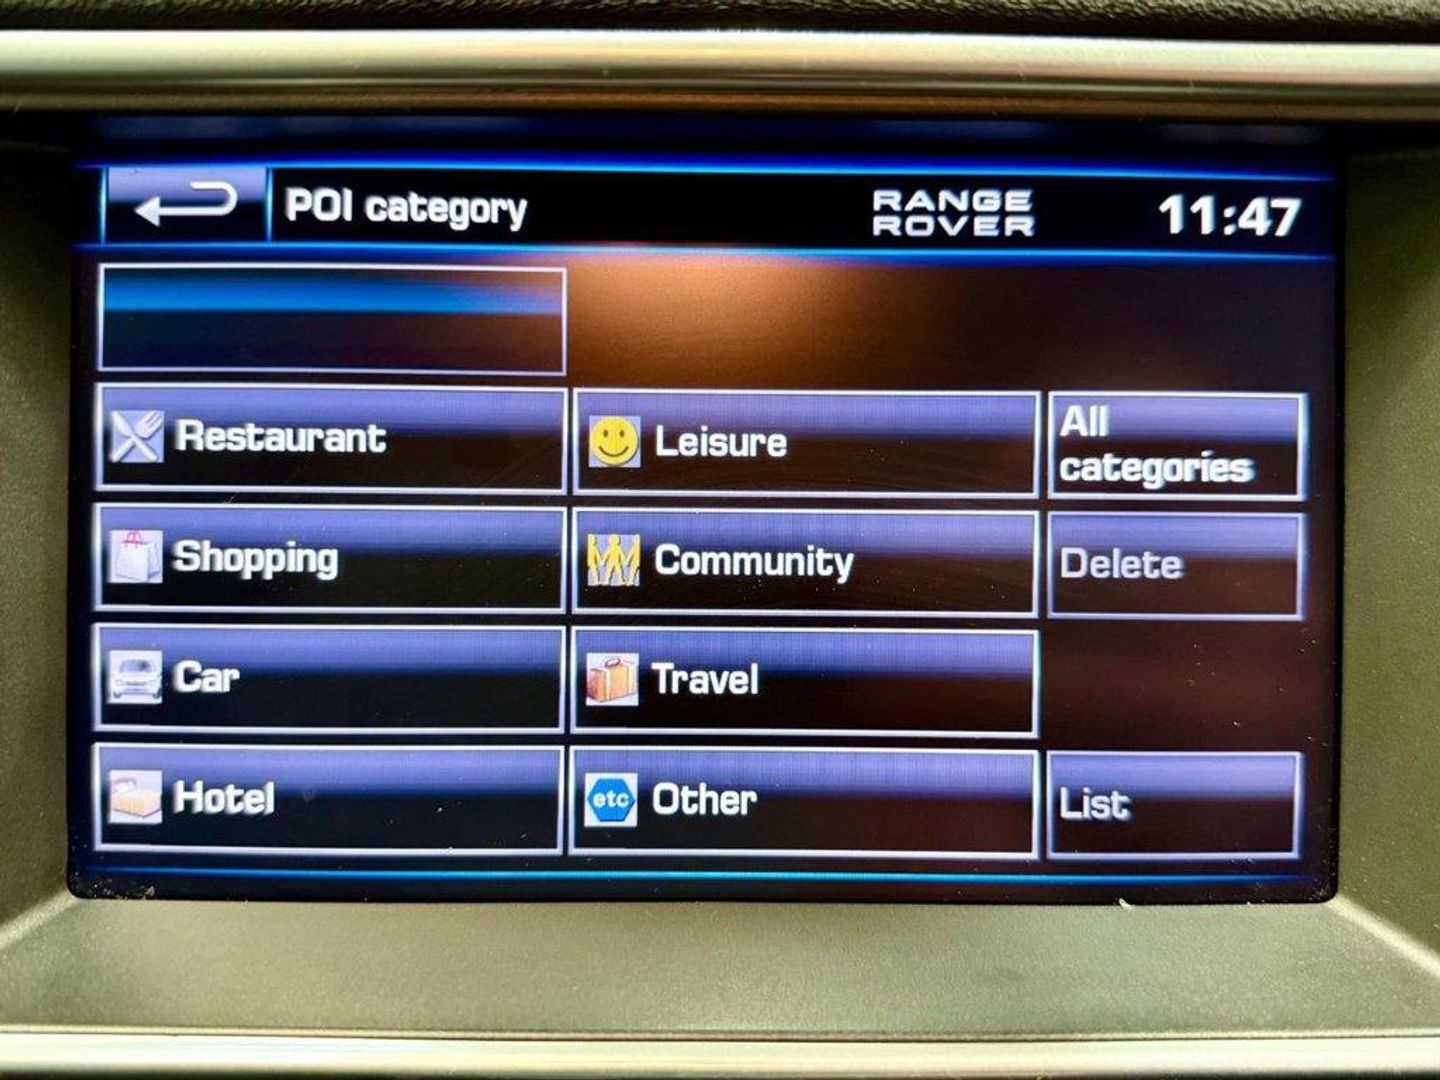 POI category
RANGE
ROVER
11:47
Restaurant
Leisure
All
categories
Shopping
Community
Delete
Car
Travel
Hotel
etc
Other
List